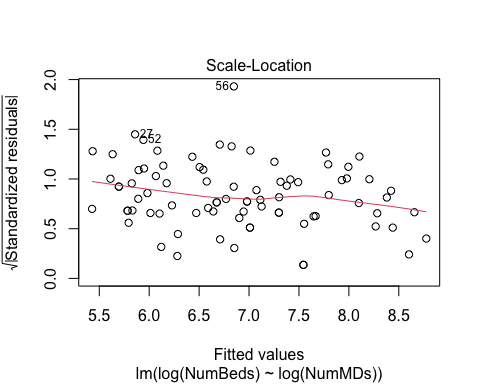 Scale-Location
√|Standardized residuals|
2.0
1.5
1.0
0.5
0.0
56
27
52
5.5 6.0 6.5 7.0 7.5 8.0 8.5
Fitted values
lm(log(NumBeds) ~ log(NumMDs))